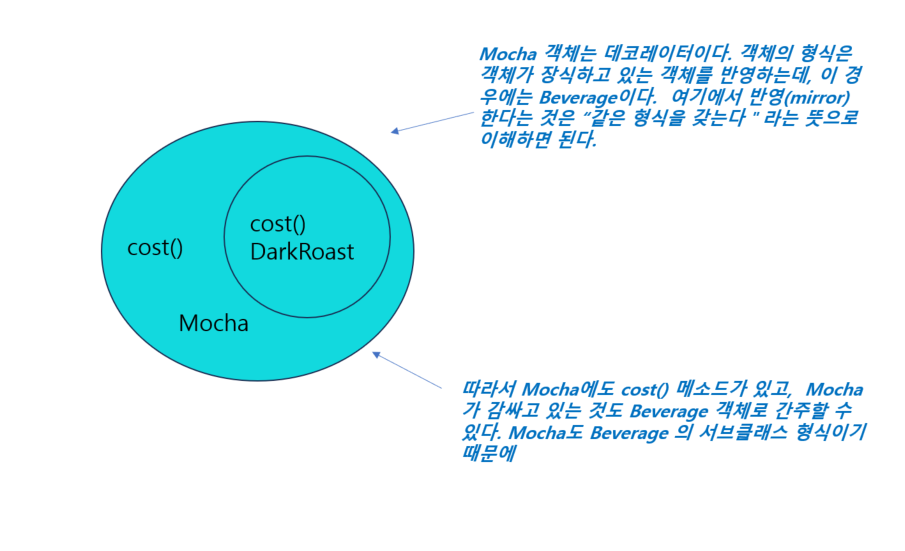 Mocha 객체는 데코레이터이다. 객체의 형식은
객체가 장식하고 있는 객체를 반영하는데, 이 경
우에는 Beverage이다. 여기에서 반영(mirror)
한다는 것은 “같은 형식을 갖는다 " 라는 뜻으로
이해하면 된다.
cost()
DarkRoast
cost()
Mocha
따라서 Mocha에도 cost() 메소드가 있고, Mocha
가 감싸고 있는 것도 Beverage 객체로 간주할 수
있다. Mocha도 Beverage 의 서브클래스 형식이기
때문에